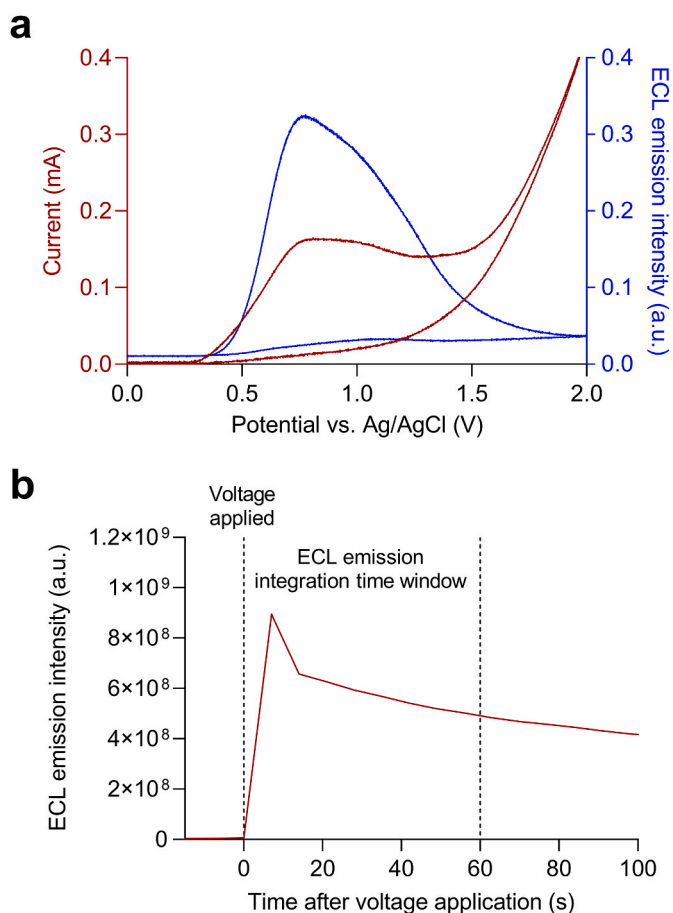 a
0.4
0.3
0.2
0.1
0.0
Current (mA)
0.4
0.3
0.2
0.1
0.0
ECL emission intensity (a.u.)
0.0 0.5 1.0 1.5 2.0
Potential vs. Ag/AgCl (V)
b
Voltage
applied
ECL emission
integration time window
1.2×10⁹
1×10⁹
8×10⁸
6×10⁸
4×10⁸
2×10⁸
0
ECL emission intensity (a.u.)
0 20 40 60 80 100
Time after voltage application (s)